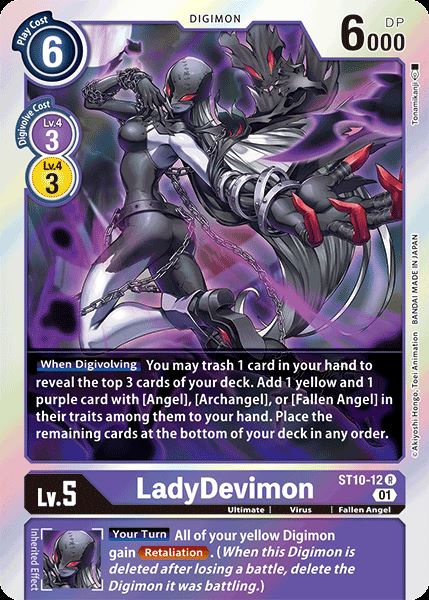 DIGIMON
Play Cost
6
6000
DP
Digivolve Cost
Lv.4
3
Lv.4
3
Tonamikanji
©Akiyoshi Hongo, Toei Animation BANDAI MADE IN JAPAN
When Digivolving You may trash 1 card in your hand to
reveal the top 3 cards of your deck. Add 1 yellow and 1
purple card with [Angel], [Archangel], or [Fallen Angel] in
their traits among them to your hand. Place the
remaining cards at the bottom of your deck in any order.
ST10-12 R
01
Lv.5
LadyDevimon
Ultimate | Virus | Fallen Angel
Inherited Effect
Your Turn All of your yellow Digimon
gain Retaliation. (When this Digimon is
deleted after losing a battle, delete the
Digimon it was battling.)